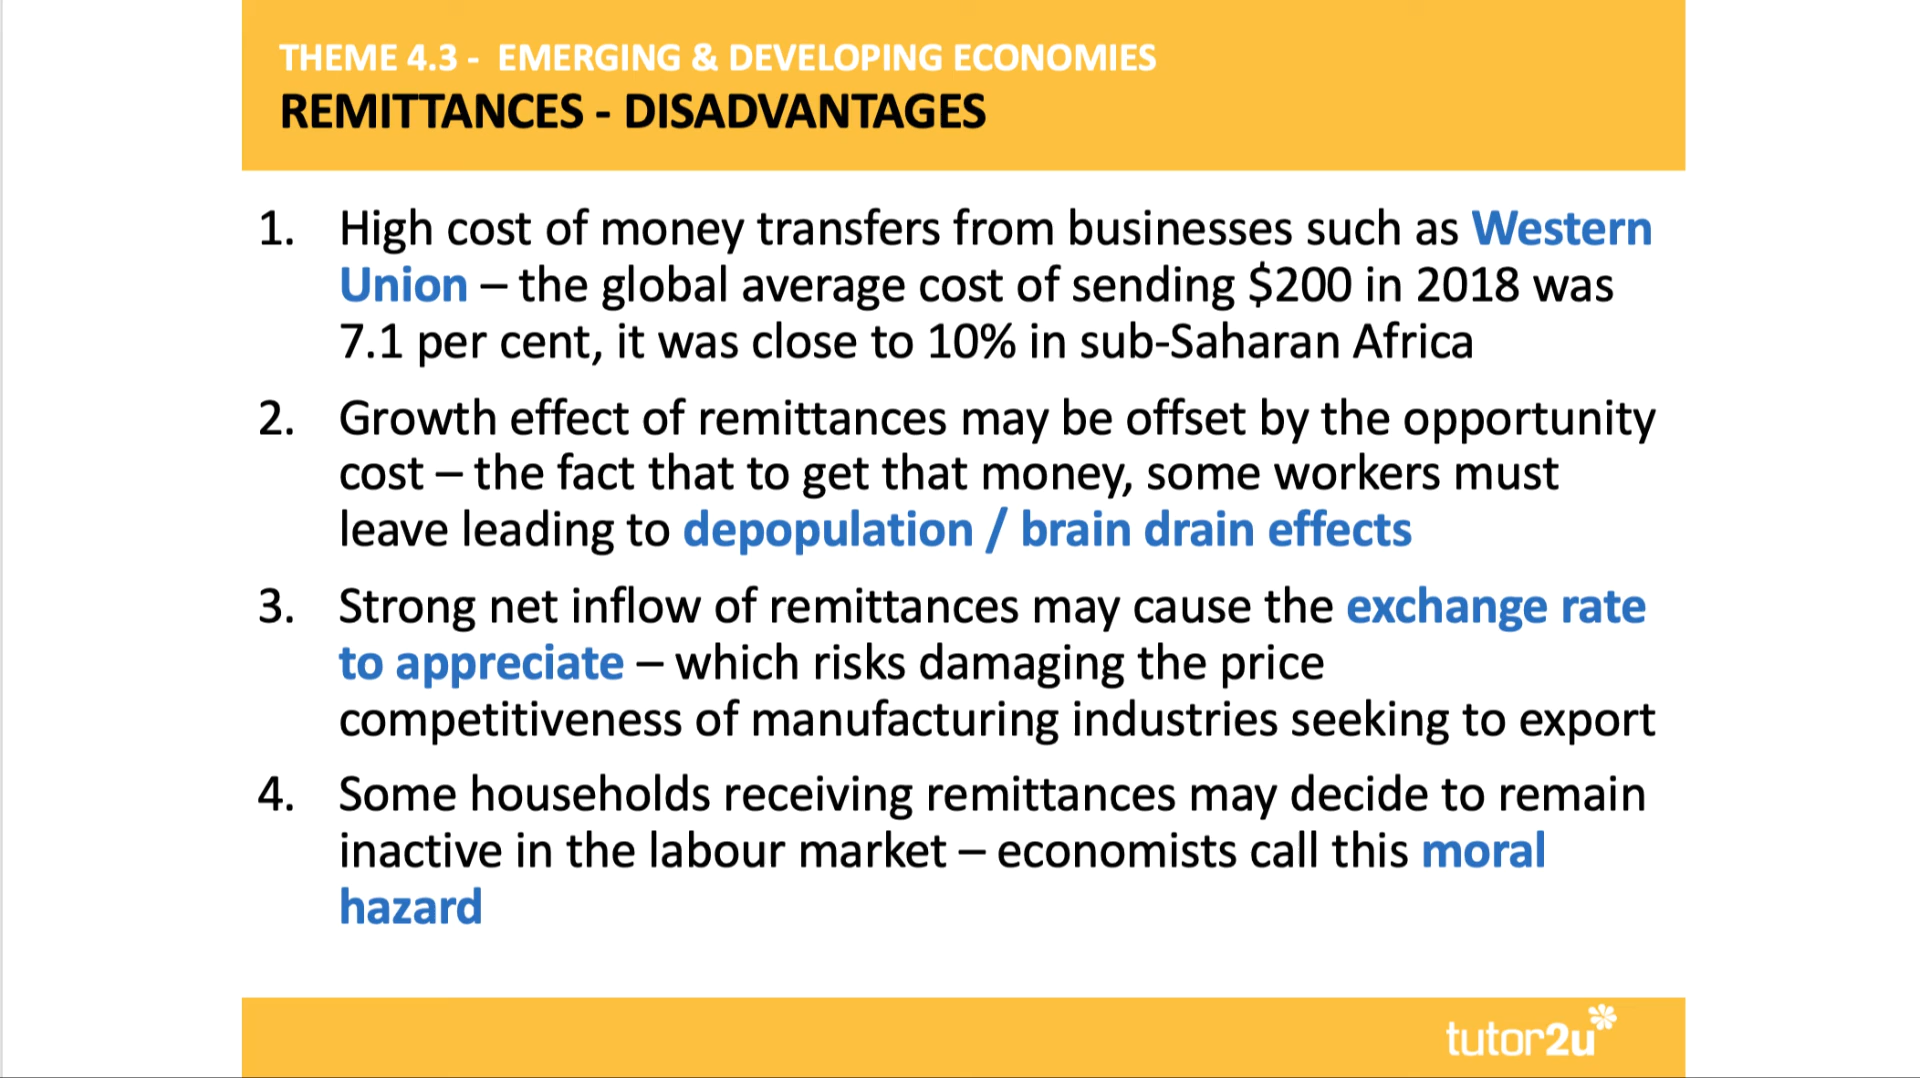 THEME 4.3 - EMERGING & DEVELOPING ECONOMIES
REMITTANCES - DISADVANTAGES
1. High cost of money transfers from businesses such as Western
Union – the global average cost of sending $200 in 2018 was
7.1 per cent, it was close to 10% in sub-Saharan Africa
2. Growth effect of remittances may be offset by the opportunity
cost – the fact that to get that money, some workers must
leave leading to depopulation / brain drain effects
3. Strong net inflow of remittances may cause the exchange rate
to appreciate – which risks damaging the price
competitiveness of manufacturing industries seeking to export
4. Some households receiving remittances may decide to remain
inactive in the labour market – economists call this moral
hazard
tutor2u